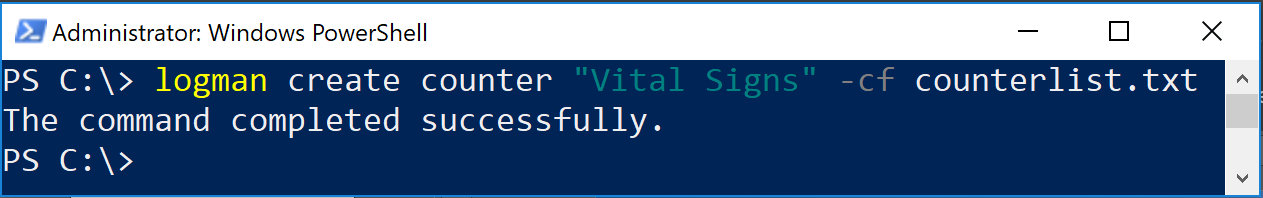 Administrator: Windows PowerShell
PS C:\> logman create counter "Vital Signs" -cf counterlist.txt
The command completed successfully.
PS C:\>